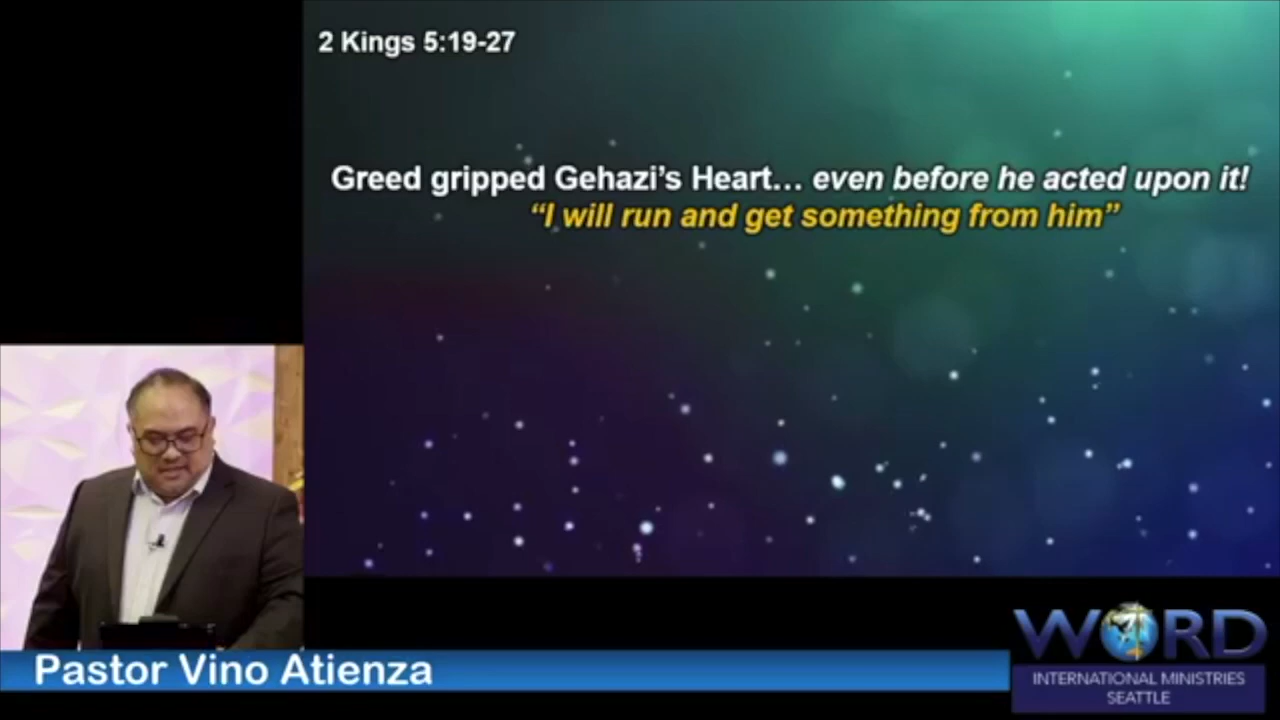 2 Kings 5:19-27
Greed gripped Gehazi’s Heart… even before he acted upon it!
“I will run and get something from him”
Pastor Vino Atienza
WORD
INTERNATIONAL MINISTRIES
SEATTLE